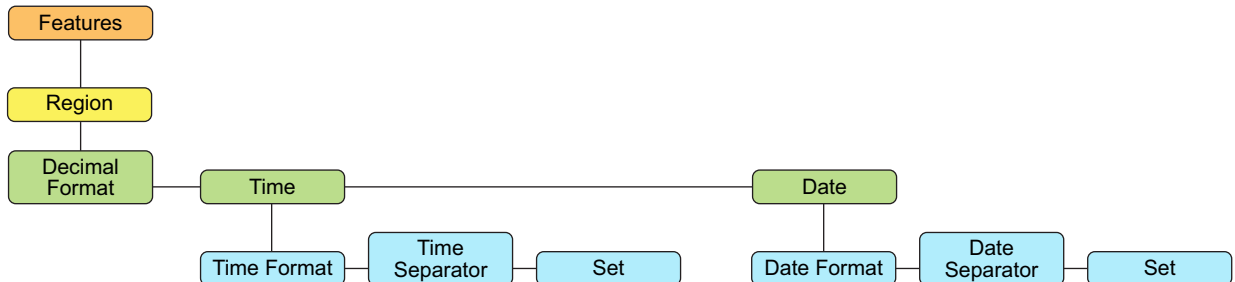 Features
Region
Decimal
Format
Time
Date
Time Format
Time
Separator
Set
Date Format
Date
Separator
Set